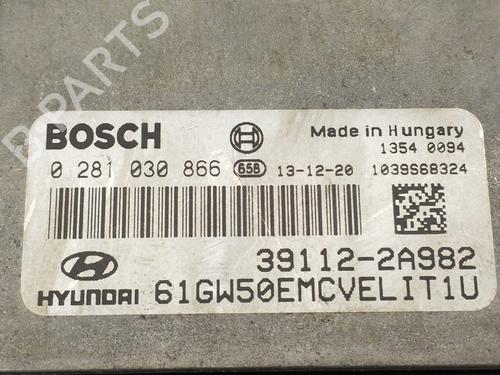 B-PARTS
BOSCH
Made in Hungary
1354 0094
0 281 030 866 658 13-12-20 1039S68324
39112-2A982
HYUNDAI 61GW50EMCVELIT1U